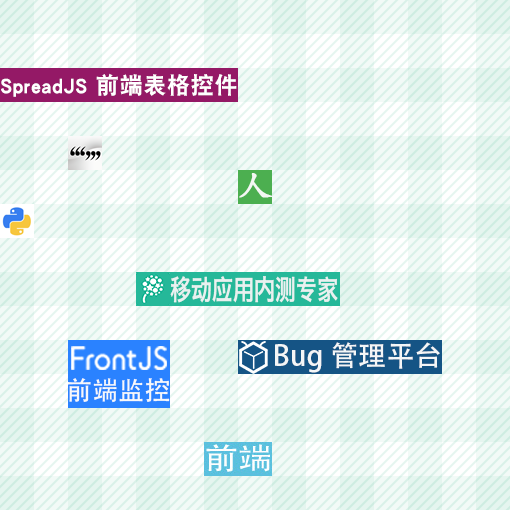 SpreadJS 前端表格控件
“”
人
移动应用内测专家
FrontJS
前端监控
Bug 管理平台
前端